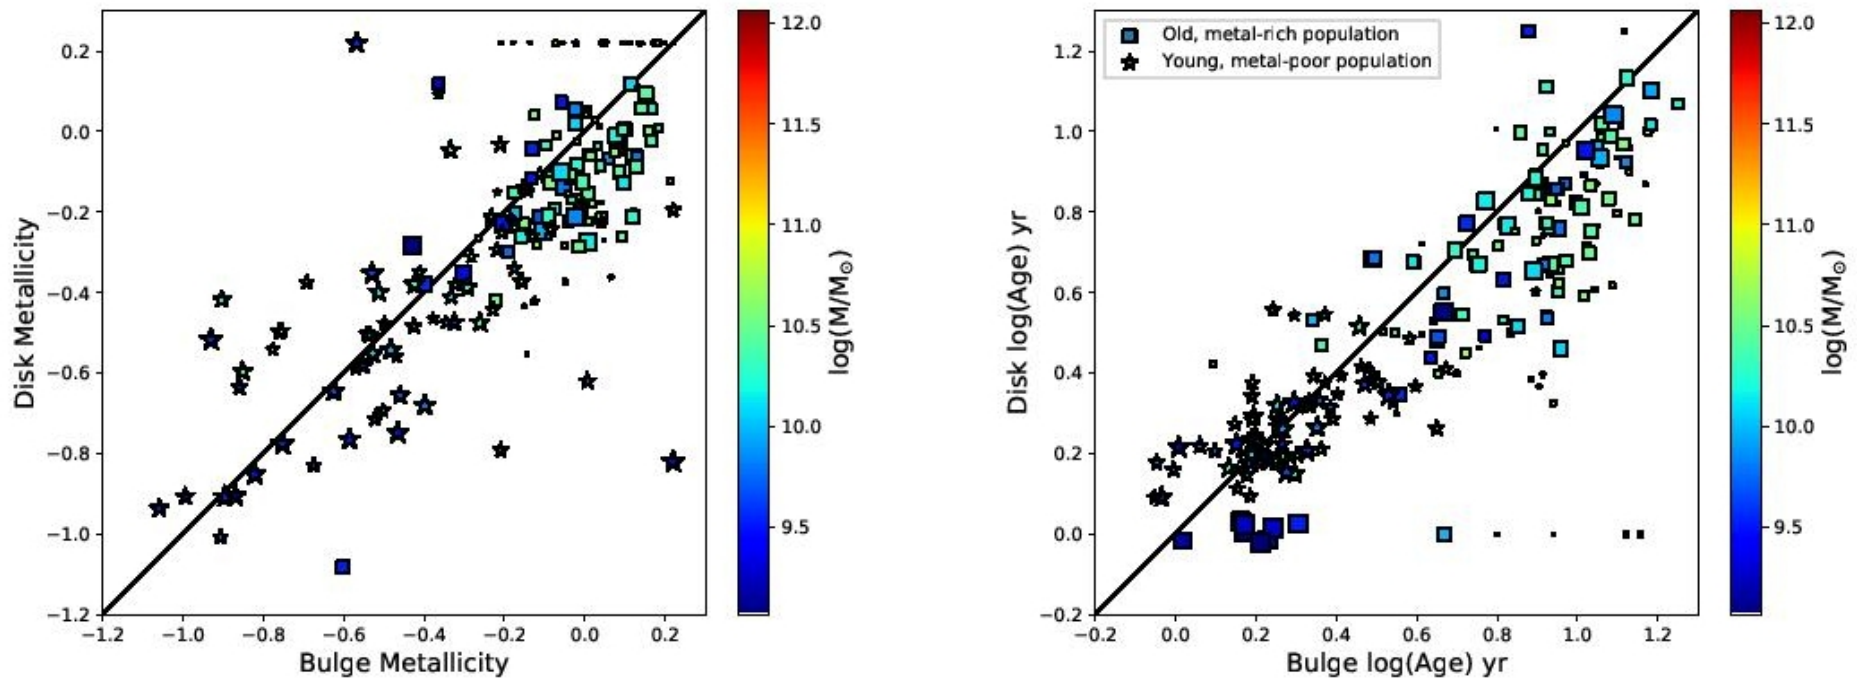 0.2
0.0
−0.2
−0.4
−0.6
−0.8
−1.0
−1.2
Disk Metallicity
−1.2 −1.0 −0.8 −0.6 −0.4 −0.2 0.0 0.2
Bulge Metallicity
12.0
11.5
11.0
10.5
10.0
9.5
log(M/M⊙)
Old, metal-rich population
Young, metal-poor population
1.2
1.0
0.8
0.6
0.4
0.2
0.0
−0.2
Disk log(Age) yr
−0.2 0.0 0.2 0.4 0.6 0.8 1.0 1.2
Bulge log(Age) yr
12.0
11.5
11.0
10.5
10.0
9.5
log(M/M⊙)